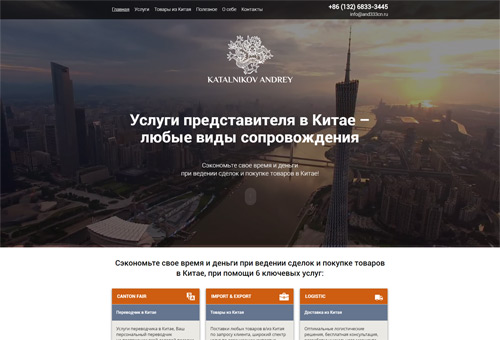 Главная Услуги Товары из Китая Полезное О себе Контакты
+86 (132) 6833-3445
info@and333cn.ru
KATALNIKOV ANDREY
Услуги представителя в Китае –
любые виды сопровождения
Сэкономьте свое время и деньги
при ведении сделок и покупке товаров в Китае!
Сэкономьте свое время и деньги при ведении сделок и покупке товаров
в Китае, при помощи 6 ключевых услуг:
CANTON FAIR
Переводчик в Китае
Услуги переводчика в Китае, Ваш
персональный переводчик
IMPORT & EXPORT
Товары из Китая
Поставки любых товаров из/из Китая
по запросу клиента, широкий спектр
LOGISTIC
Доставка из Китая
Оптимальные логистические
решения, бесплатная консультация,